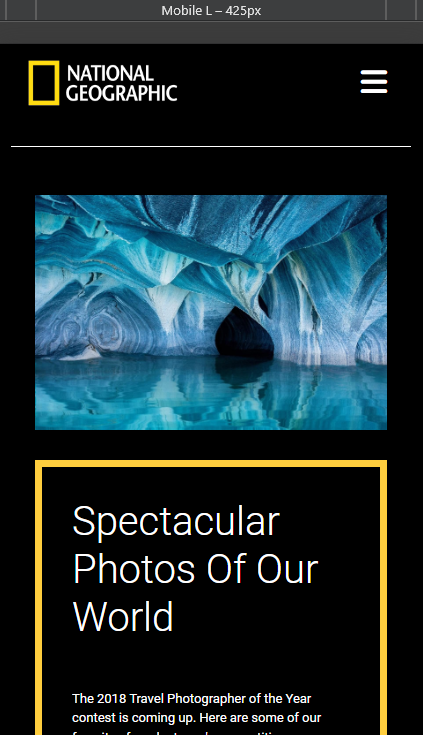 Mobile L – 425px
NATIONAL
GEOGRAPHIC
Spectacular
Photos Of Our
World
The 2018 Travel Photographer of the Year
contest is coming up. Here are some of our